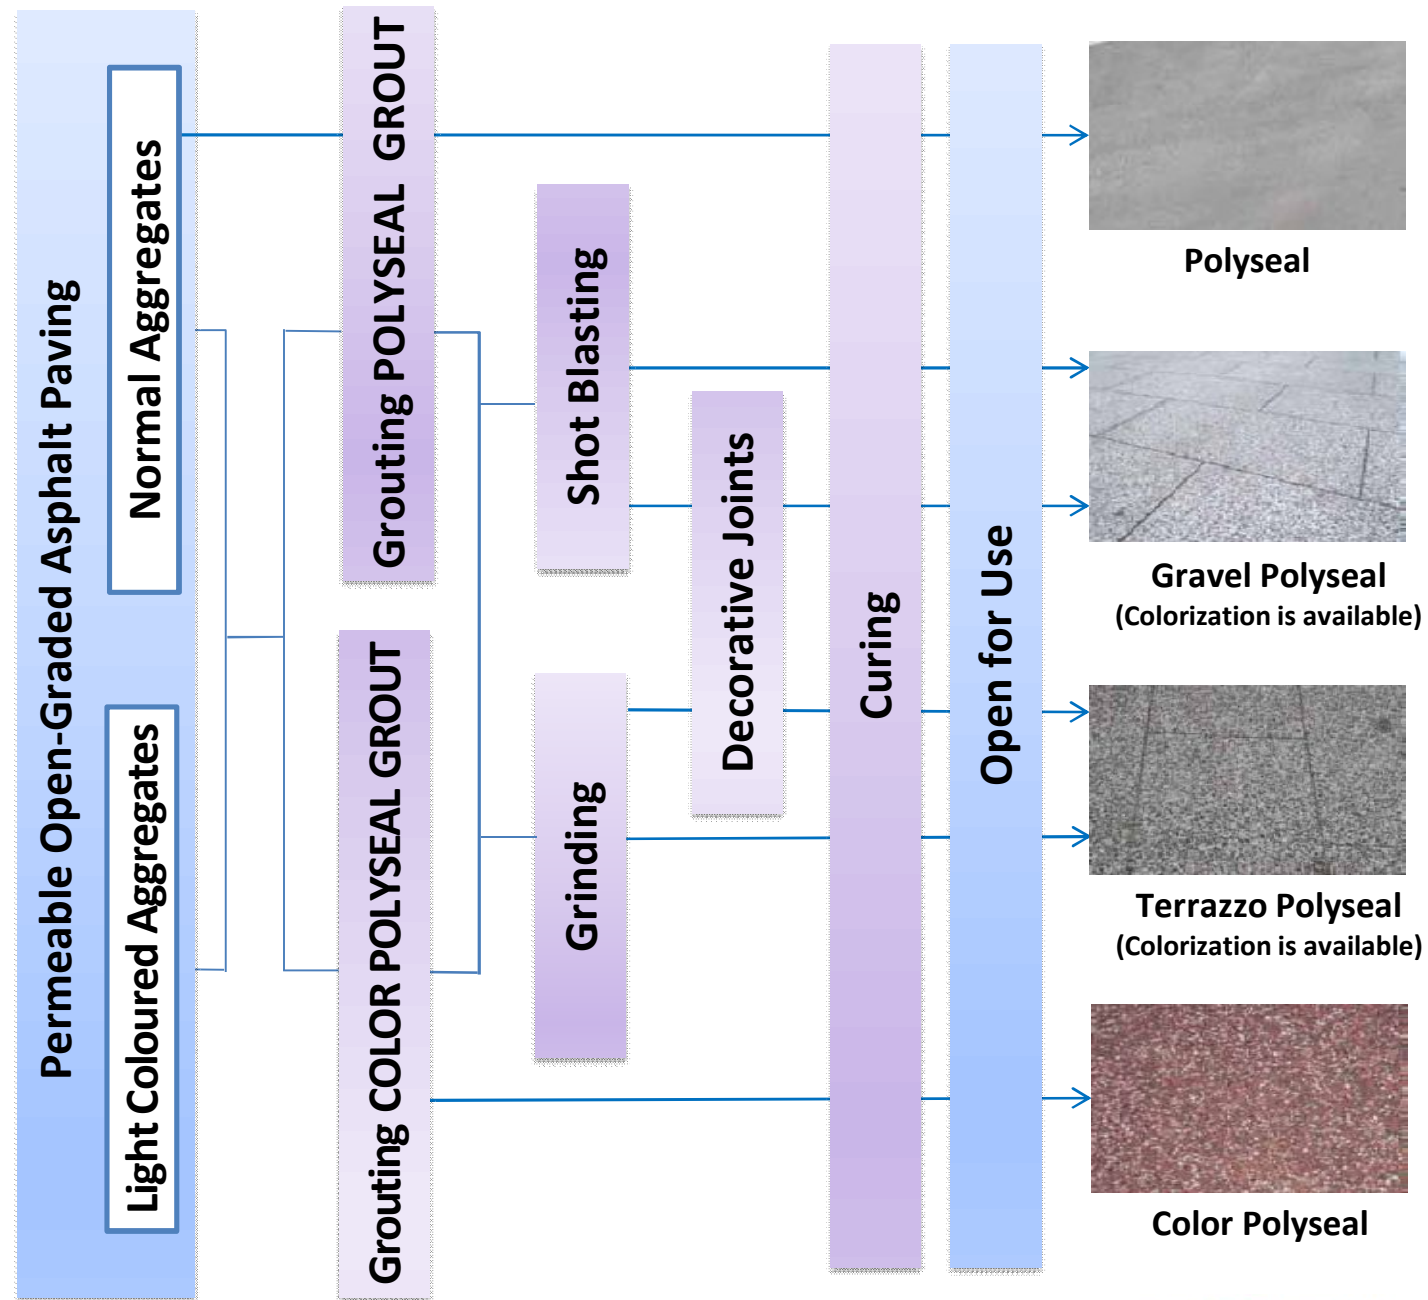 Permeable Open-Graded Asphalt Paving
Normal Aggregates
Light Coloured Aggregates
Grouting POLYSEAL GROUT
Grouting COLOR POLYSEAL GROUT
Shot Blasting
Grinding
Decorative Joints
Curing
Open for Use
Polyseal
Gravel Polyseal
(Colorization is available)
Terrazzo Polyseal
(Colorization is available)
Color Polyseal